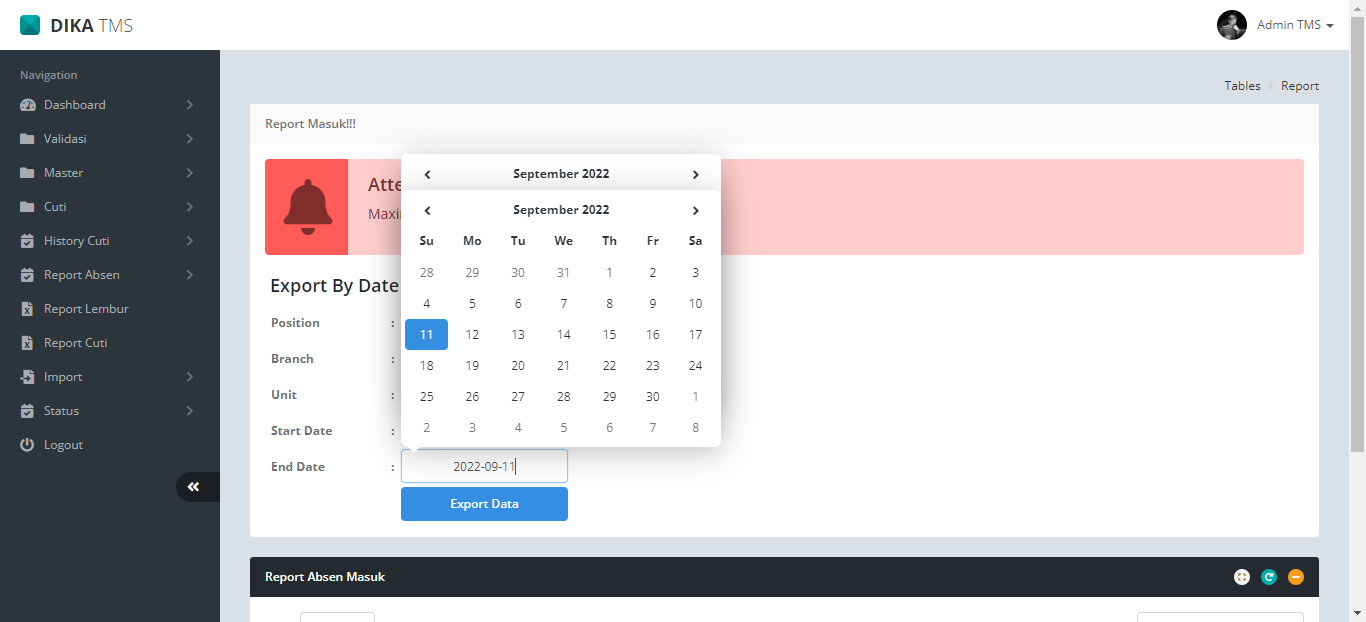 DIKA TMS
Admin TMS
Navigation
Dashboard
Validasi
Master
Cuti
History Cuti
Report Absen
Report Lembur
Report Cuti
Import
Status
Logout
Tables / Report
Report Masuk!!!
September 2022
September 2022
Su Mo Tu We Th Fr Sa
28 29 30 31 1 2 3
4 5 6 7 8 9 10
11 12 13 14 15 16 17
18 19 20 21 22 23 24
25 26 27 28 29 30 1
2 3 4 5 6 7 8
Export By Date
Position :
Branch :
Unit :
Start Date :
End Date : 2022-09-11
Export Data
Report Absen Masuk